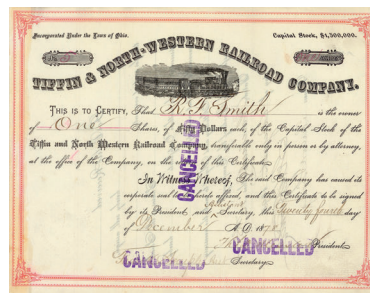 Incorporated Under the Laws of Ohio. Capital Stock, $1,500,000.
TIFFIN & NORTH-WESTERN RAILROAD COMPANY.
THIS IS TO CERTIFY, That R. T. Smith is the owner
of One Share, of Fifty Dollars each, of the Capital Stock of the
Tiffin and North Western Railroad Company, transferable only in person or by attorney,
at the office of the Company, on the return of this Certificate.
In Witness Whereof, The said Company has caused its
corporate seal to be hereto affixed, and this Certificate to be signed
by its President and Secretary, this Twenty fourth day
of December A.D. 18
President
Secretary
CANCELLED
CANCELLED
CANCELLED